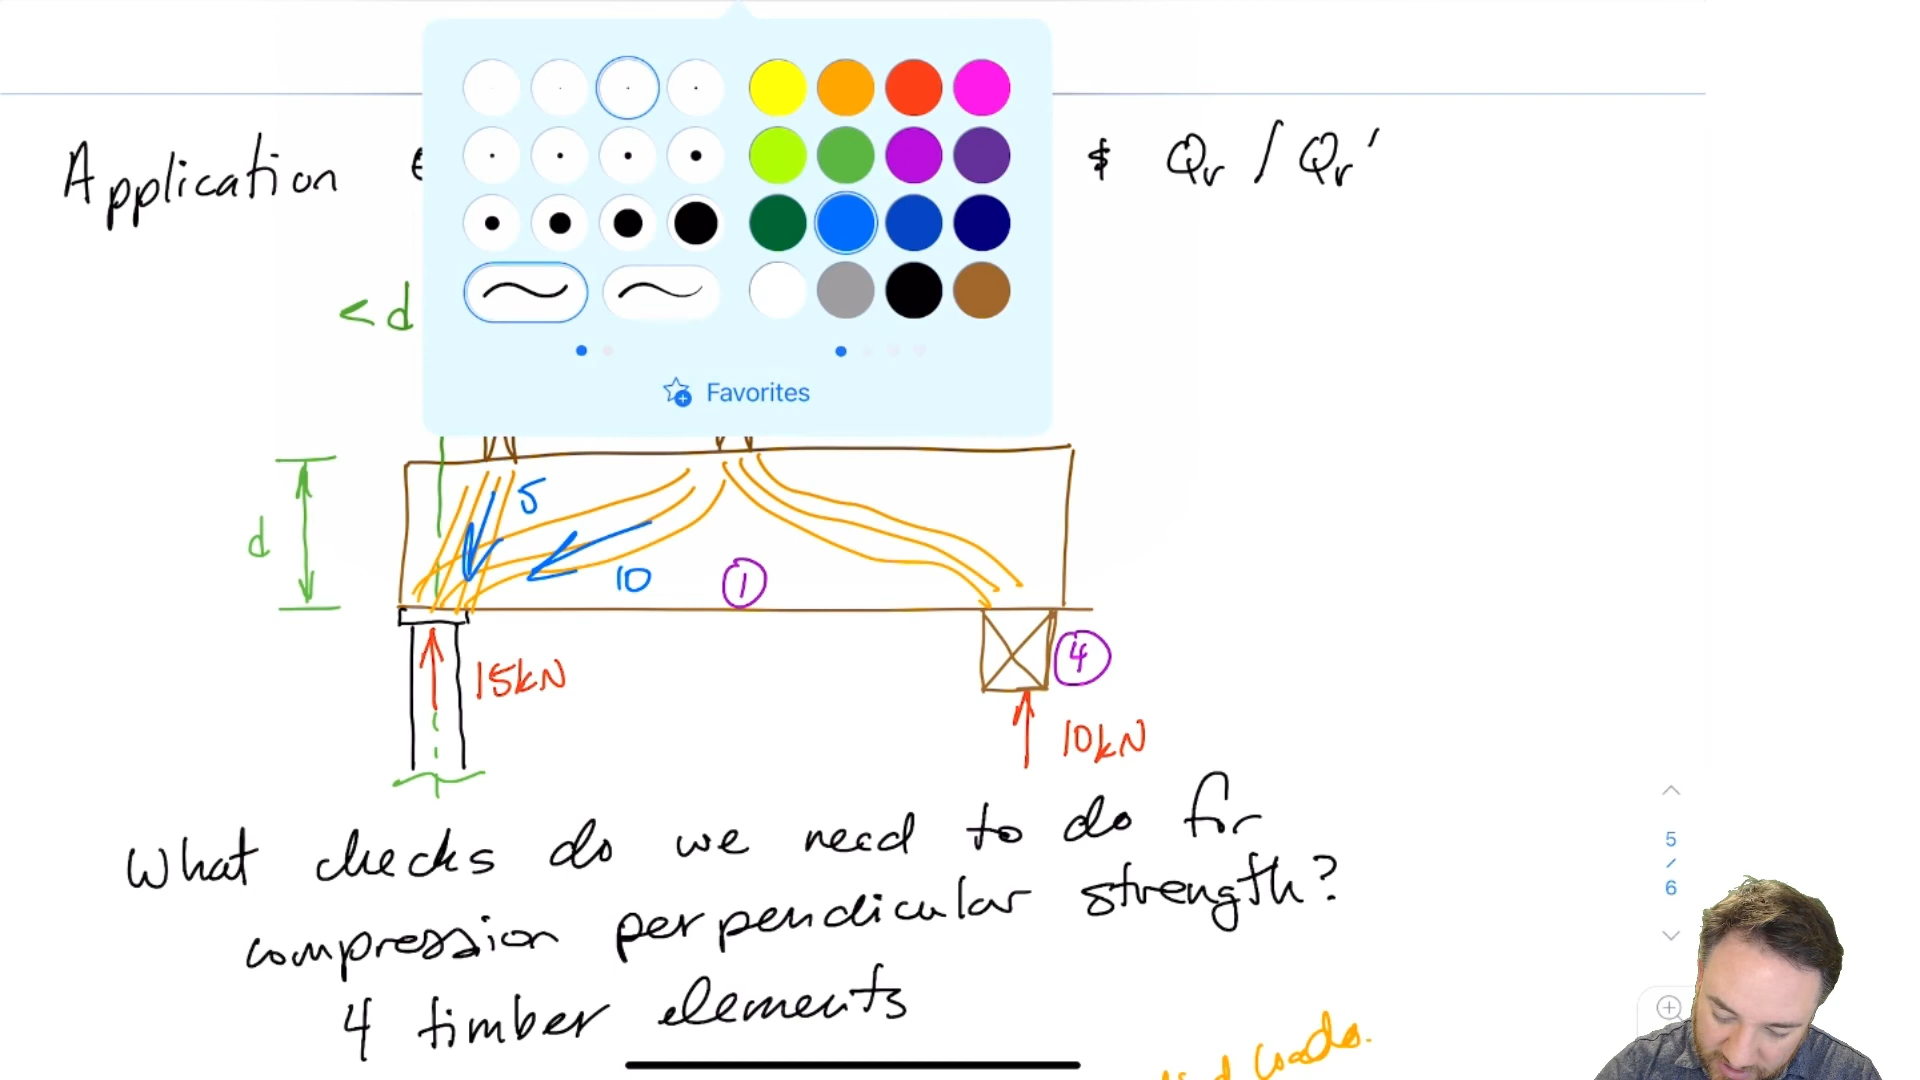 Application $ Qr / Qr'
< d
Favorites
5
d
10
1
4
15kN
10kN
What checks do we need to do for
compression perpendicular strength?
4 timber elements
loads.
5
/
6